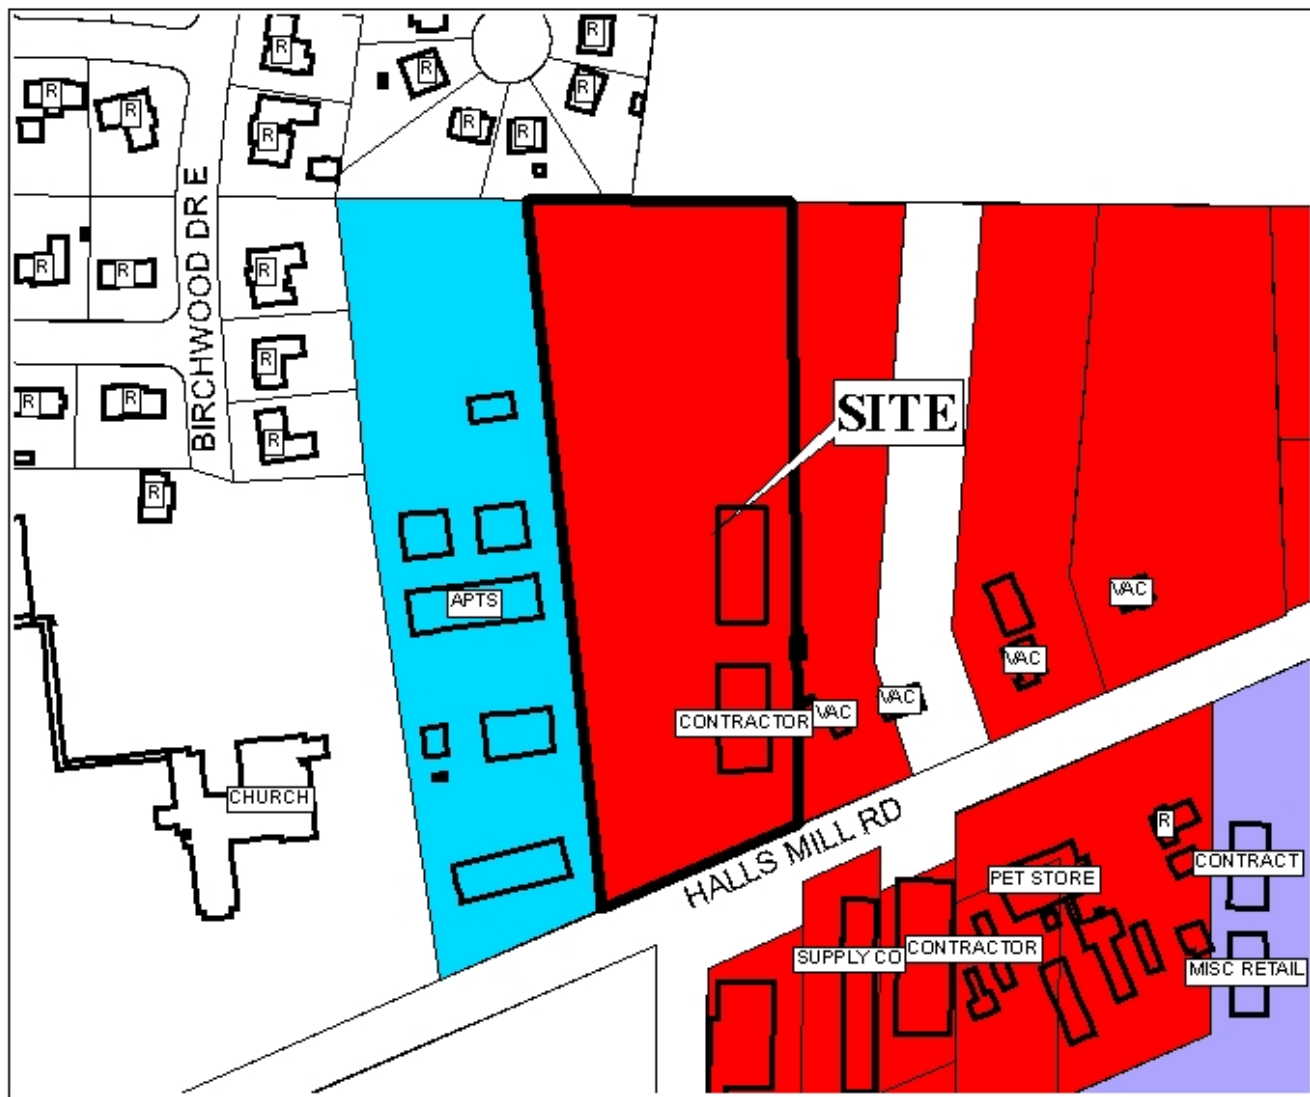 R
R
R
R
R
R
R
R
R
R
BIRCHWOOD DR E
R
R
R
R
R
R
R
R
SITE
APTS
VAC
VAC
VAC
VAC
CONTRACTOR
CHURCH
HALLS MILL RD
R
CONTRACT
PET STORE
SUPPLY CO
CONTRACTOR
MISC RETAIL